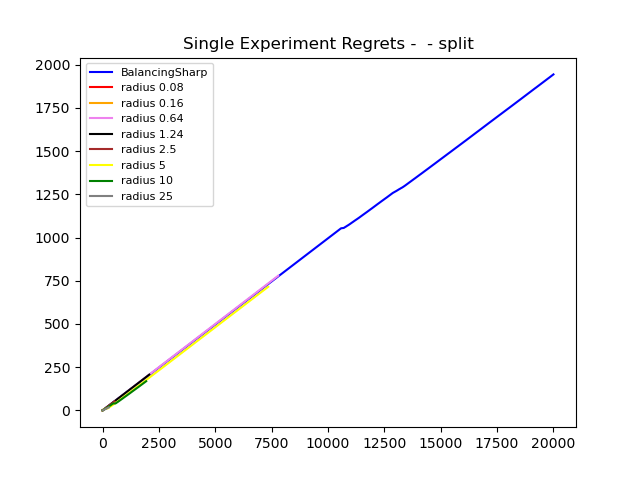 Single Experiment Regrets -  - split
2000
1750
1500
1250
1000
750
500
250
0
BalancingSharp
radius 0.08
radius 0.16
radius 0.64
radius 1.24
radius 2.5
radius 5
radius 10
radius 25
0 2500 5000 7500 10000 12500 15000 17500 20000